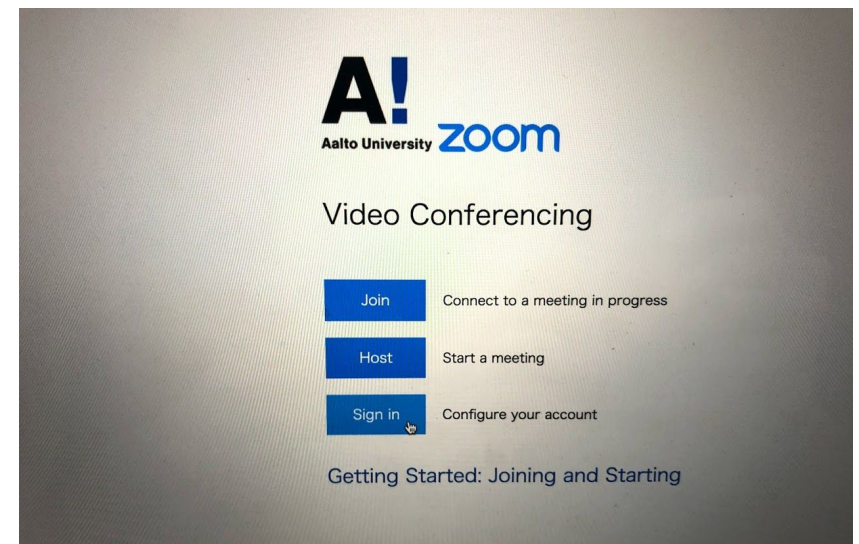 A!
Aalto University zoom
Video Conferencing
Join Connect to a meeting in progress
Host Start a meeting
Sign in Configure your account
Getting Started: Joining and Starting